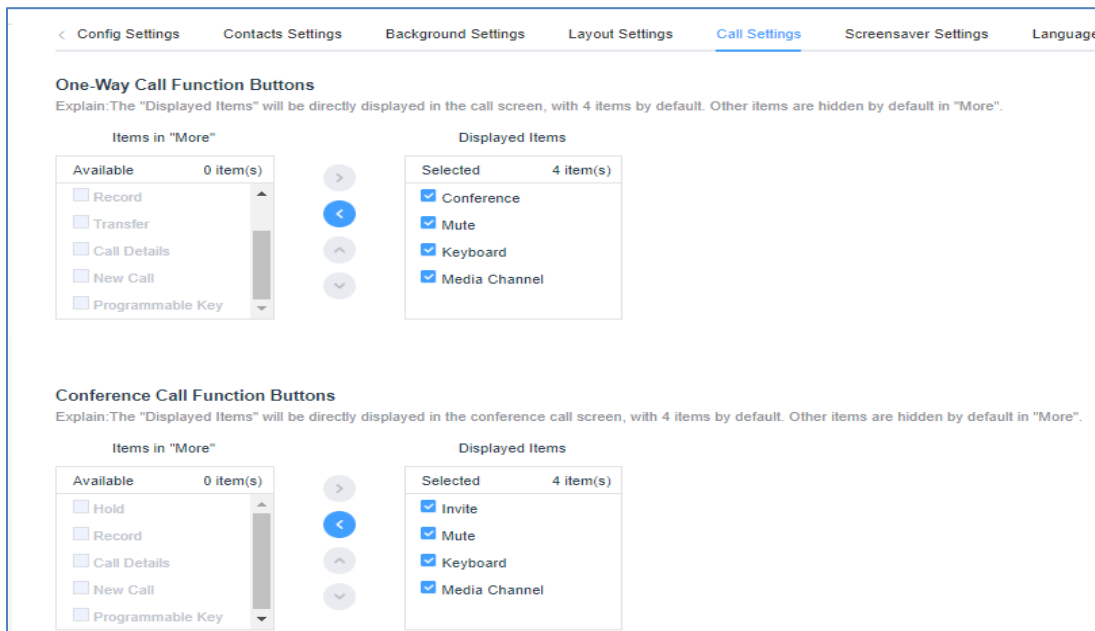 < Config Settings Contacts Settings Background Settings Layout Settings Call Settings Screensaver Settings Language
One-Way Call Function Buttons
Explain:The "Displayed Items" will be directly displayed in the call screen, with 4 items by default. Other items are hidden by default in "More".
Items in "More" Displayed Items
Available 0 item(s) Selected 4 item(s)
Record Conference
Transfer Mute
Call Details Keyboard
New Call Media Channel
Programmable Key
Conference Call Function Buttons
Explain:The "Displayed Items" will be directly displayed in the conference call screen, with 4 items by default. Other items are hidden by default in "More".
Items in "More" Displayed Items
Available 0 item(s) Selected 4 item(s)
Hold Invite
Record Mute
Call Details Keyboard
New Call Media Channel
Programmable Key